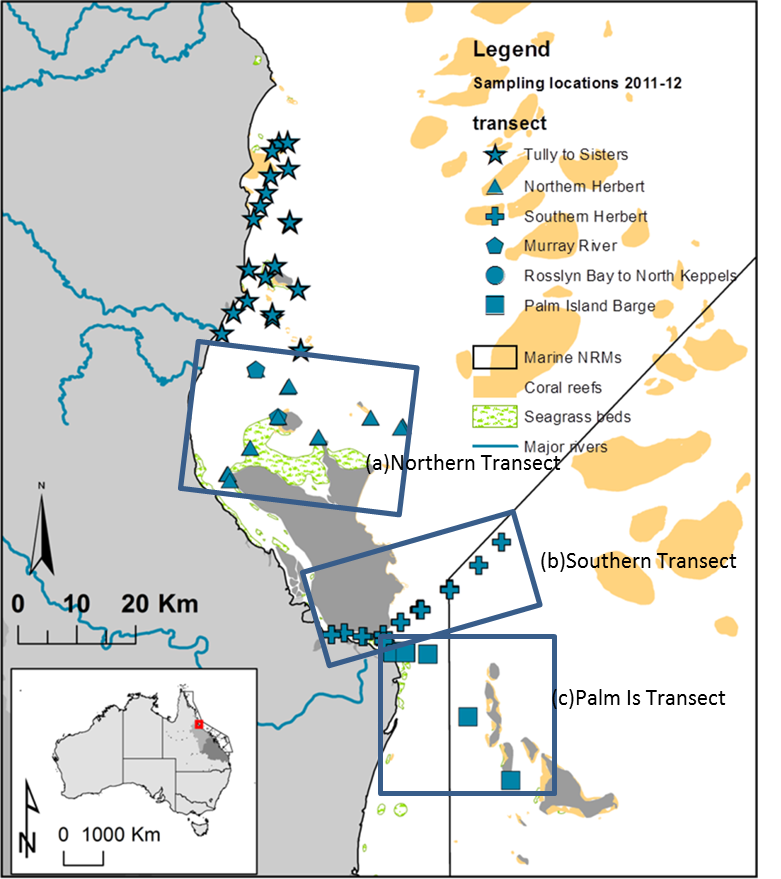 Legend
Sampling locations 2011-12
transect
Tully to Sisters
Northern Herbert
Southern Herbert
Murray River
Rosslyn Bay to North Keppels
Palm Island Barge
Marine NRMs
Coral reefs
Seagrass beds
Major rivers
(a)Northern Transect
N
(b)Southern Transect
0 10 20 Km
(c)Palm Is Transect
N
0 1000 Km